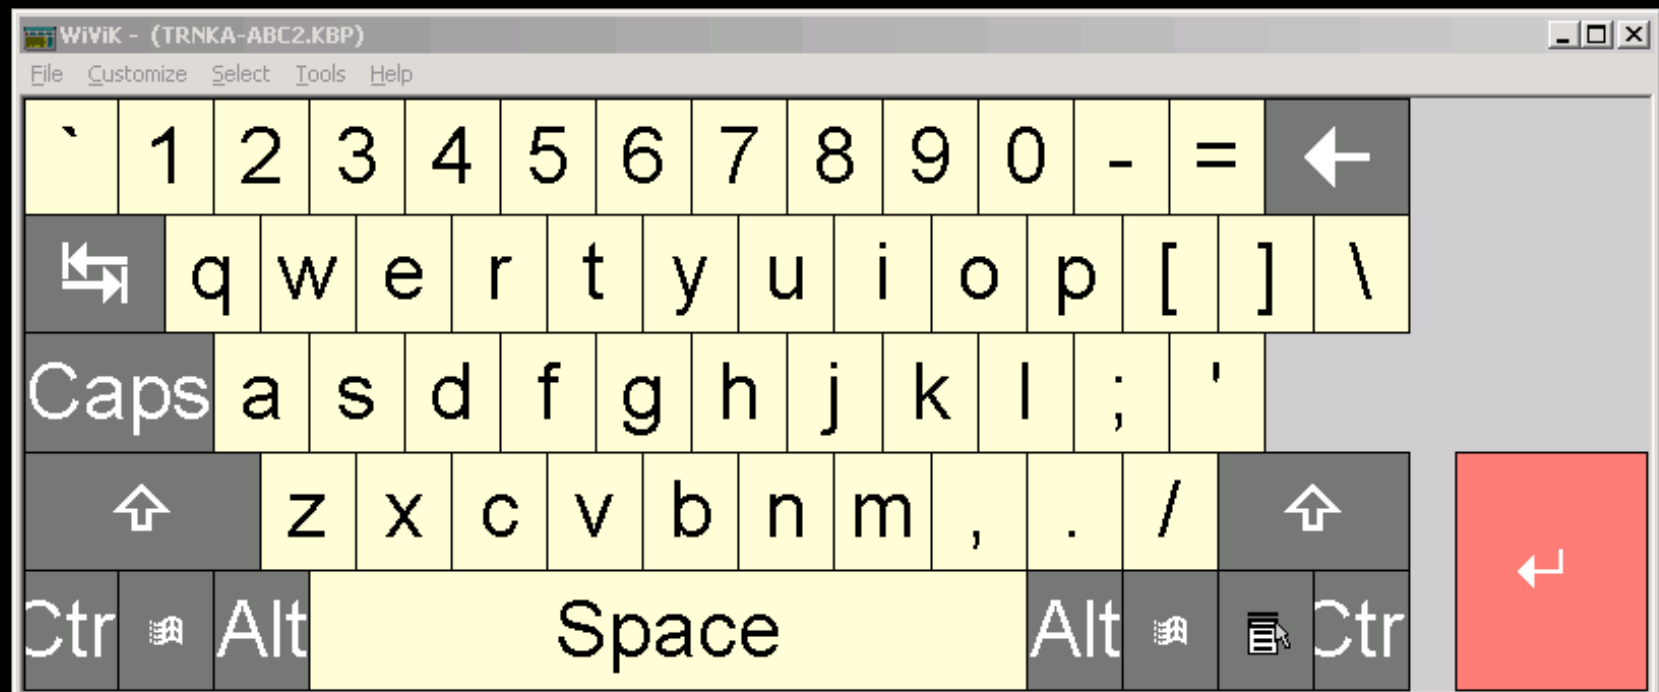 WiViK - (TRNKA-ABC2.KBP)
File Customize Select Tools Help
` 1 2 3 4 5 6 7 8 9 0 - =
q w e r t y u i o p [ ] \
Caps a s d f g h j k l ; '
z x c v b n m , . /
Ctr Alt Space Alt Ctr